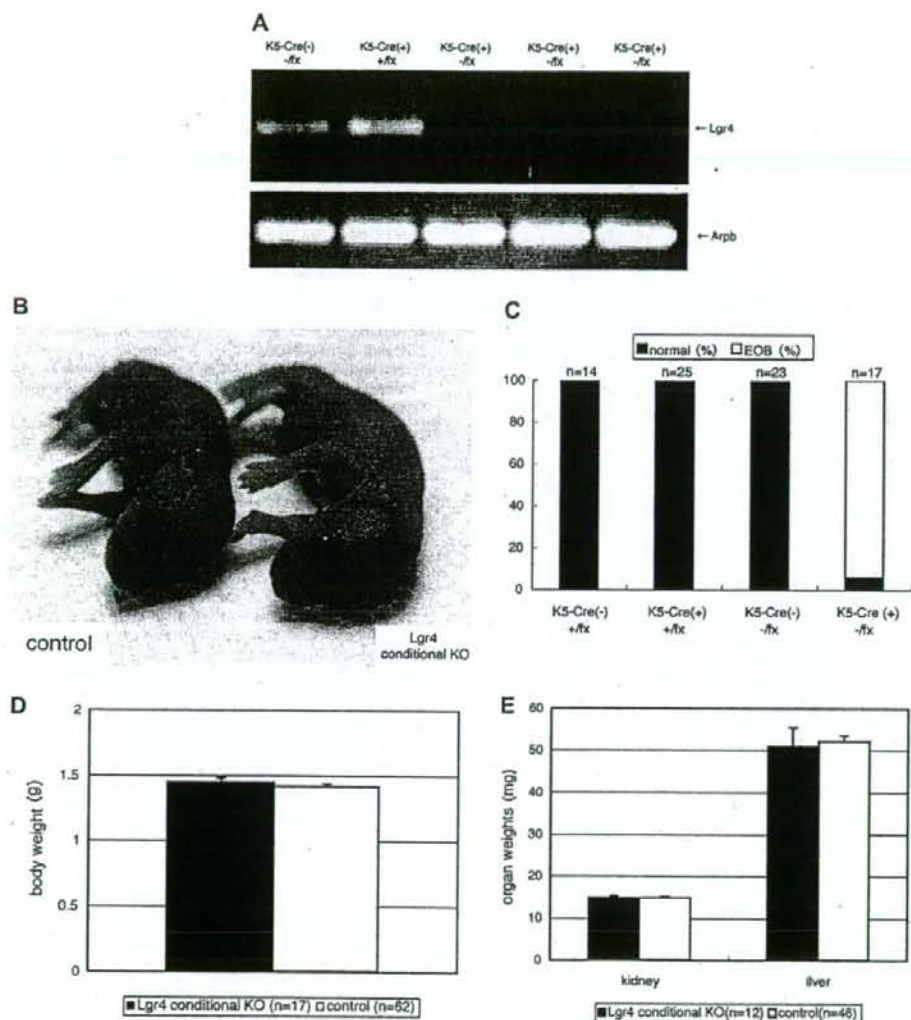 A
K5-Cre(-) K5-Cre(+) K5-Cre(+) K5-Cre(+) K5-Cre(+)
-/fx +/fx -/fx -/fx -/fx
← Lgr4
← Arpb
B
control
Lgr4
conditional KO
C
■normal (%) □EOB (%)
n=14 n=25 n=23 n=17
100
80
60
40
20
0
K5-Cre(-) K5-Cre(+) K5-Cre(-) K5-Cre (+)
+/fx +/fx -/fx -/fx
D
body weight (g)
2
1.5
1
0.5
0
■Lgr4 conditional KO (n=17) □control (n=62)
E
organ weights (mg)
60
50
40
30
20
10
0
kidney liver
■Lgr4 conditional KO(n=12) □control(n=46)